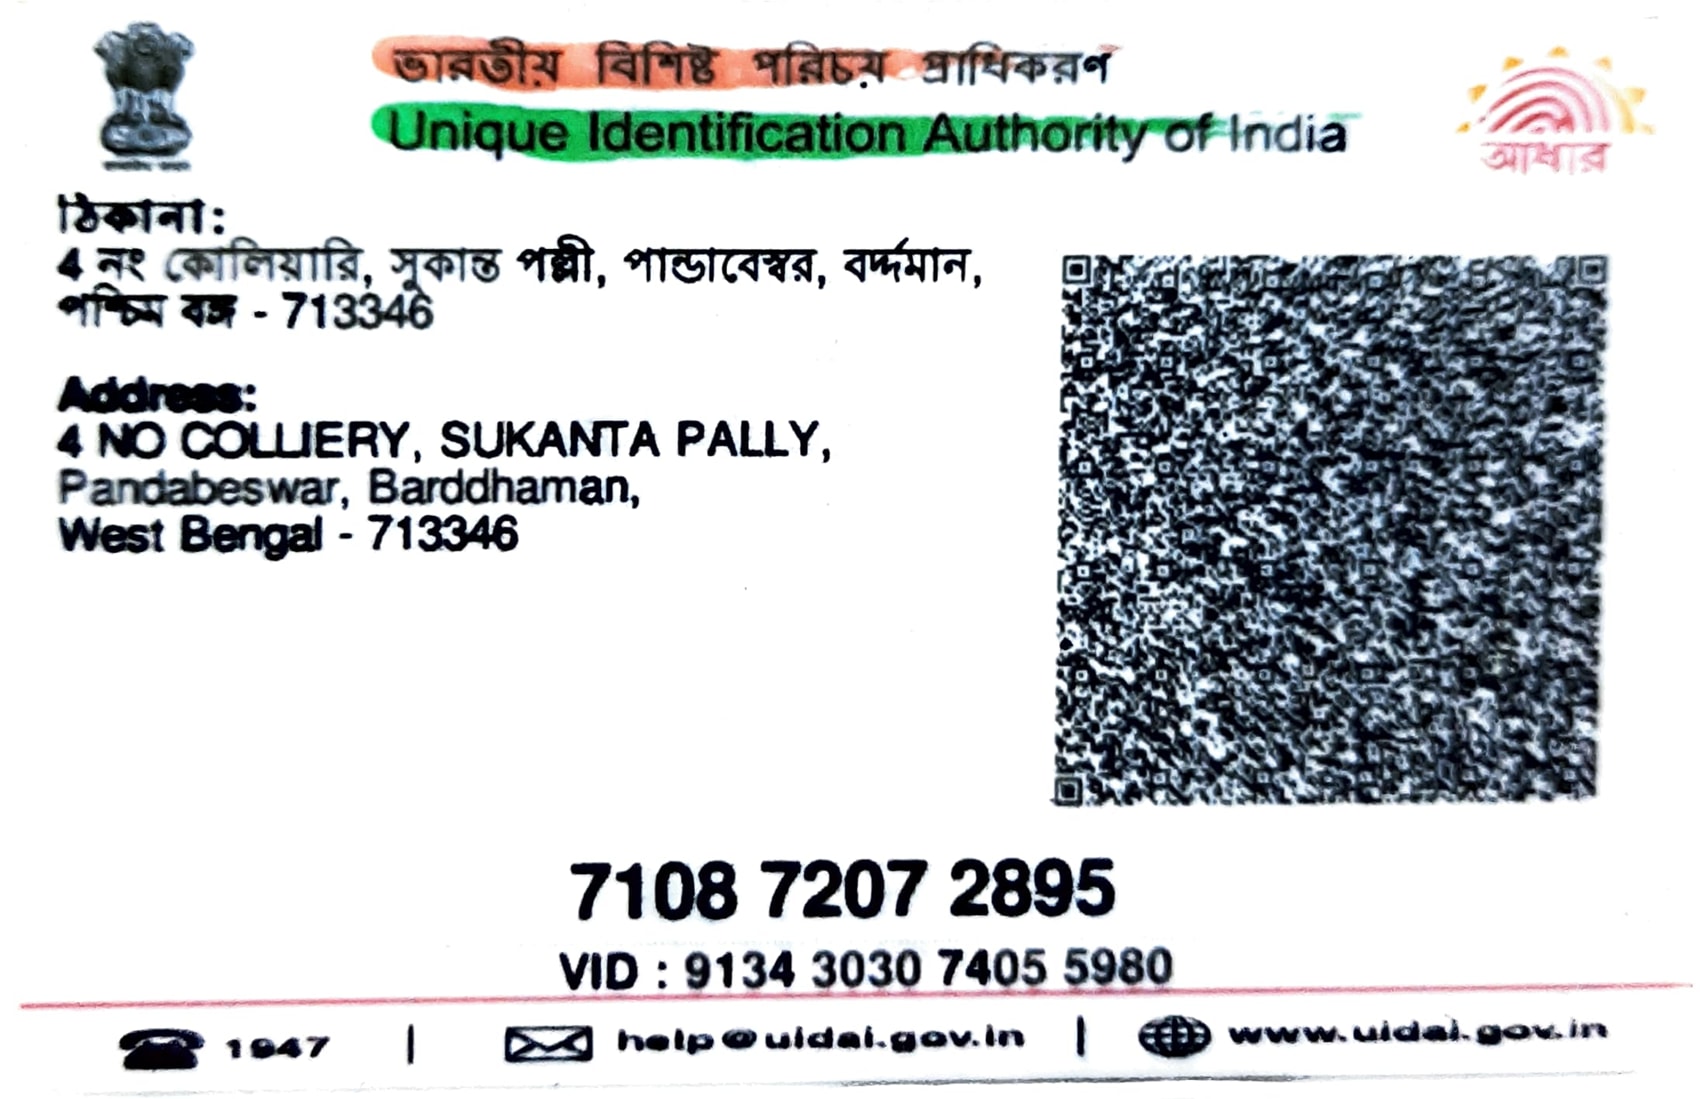 ভারতীয় বিশিষ্ট পরিচয় প্রাধিকরণ
Unique Identification Authority of India
আধার
ঠিকানা:
4 নং কোলিয়ারি, সুকান্ত পল্লী, পান্ডাবেস্বর, বর্দ্ধমান,
পশ্চিম বঙ্গ - 713346
Address:
4 NO COLLIERY, SUKANTA PALLY,
Pandabeswar, Barddhaman,
West Bengal - 713346
7108 7207 2895
VID : 9134 3030 7405 5980
1947 | help@uidai.gov.in | www.uidai.gov.in